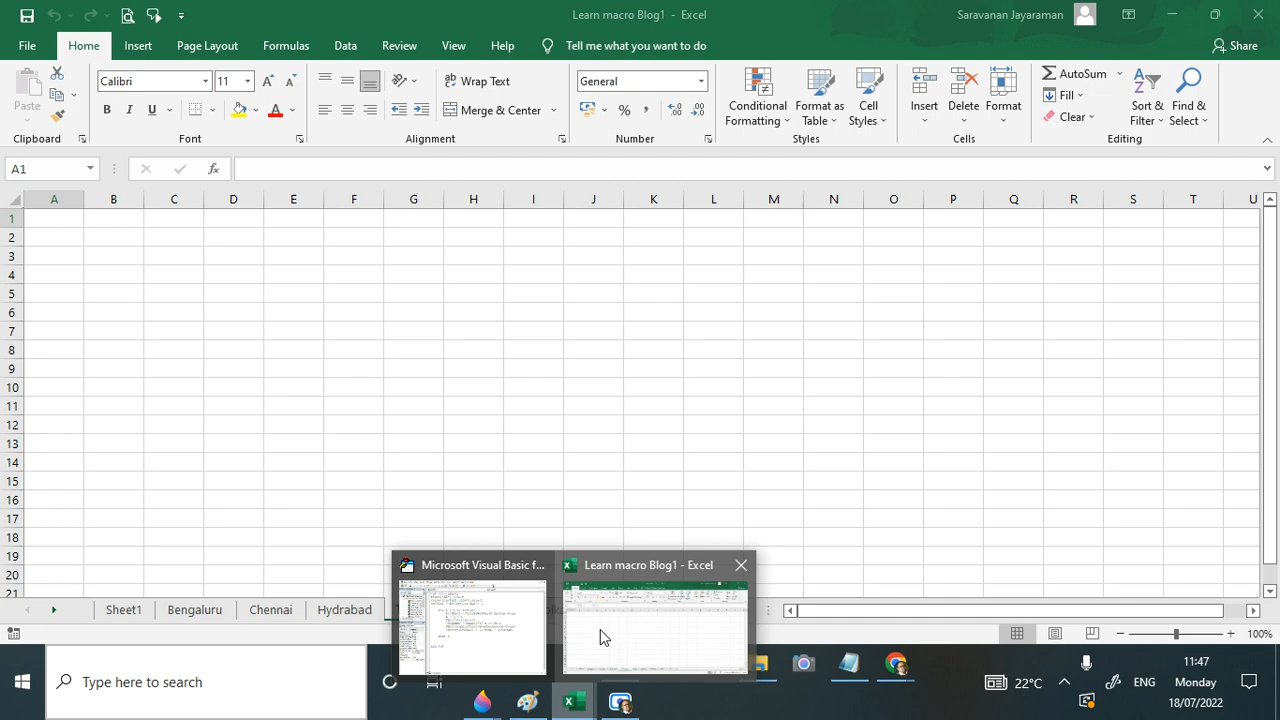 Learn macro Blog1 - Excel
Saravanan Jayaraman
File Home Insert Page Layout Formulas Data Review View Help Tell me what you want to do Share
Paste
Calibri 11
B I U
A
Wrap Text
Merge & Center
General
%
Conditional Formatting
Format as Table
Cell Styles
Insert
Delete
Format
AutoSum
Fill
Clear
Sort & Filter
Find & Select
Clipboard Font Alignment Number Styles Cells Editing
A1
fx
A B C D E F G H I J K L M N O P Q R S T U
1
2
3
4
5
6
7
8
9
10
11
12
13
14
15
16
17
18
19
20
21
Microsoft Visual Basic f...
Learn macro Blog1 - Excel
Sheet1 Bengaluru Chennai Hydrabad
100%
Type here to search
22°C
ENG
11:47
Monday
18/07/2022